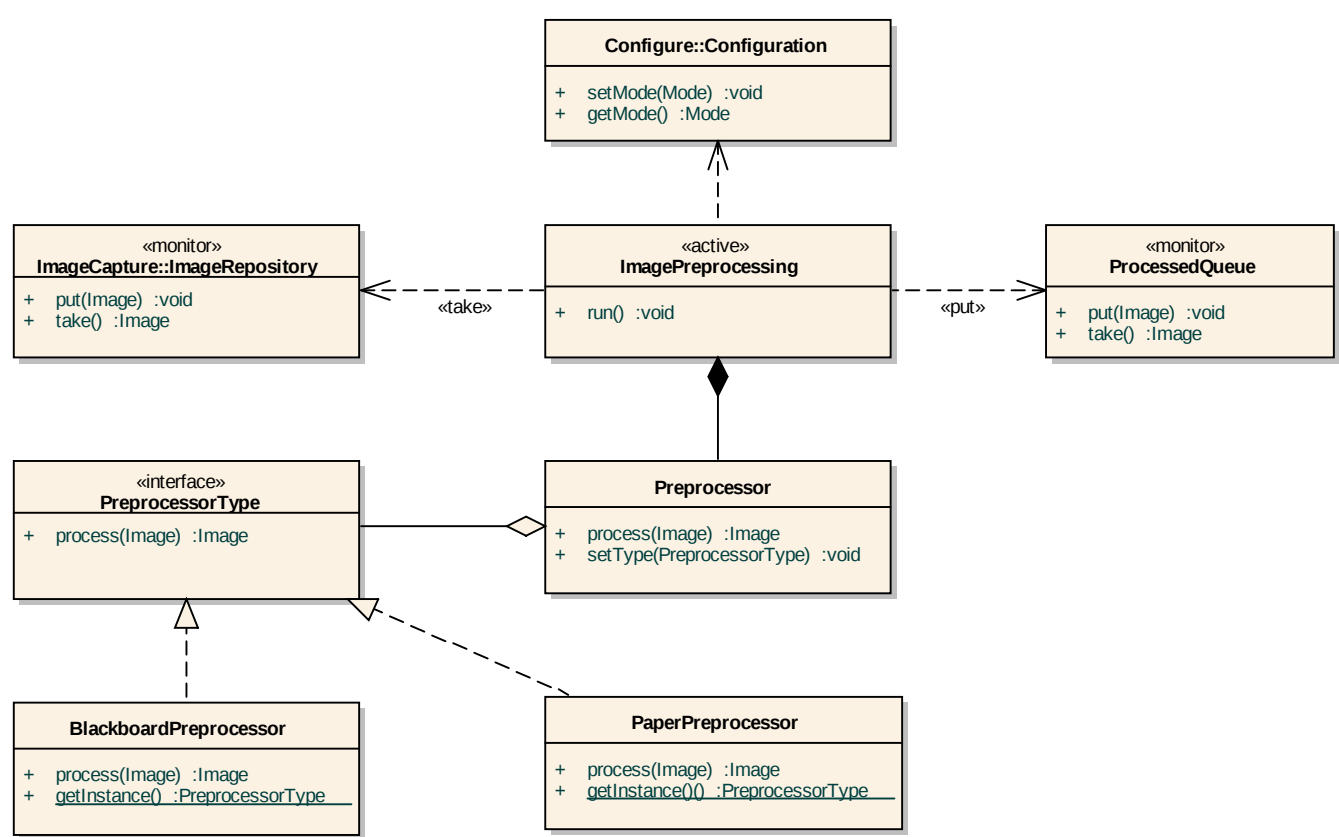 Configure::Configuration
+ setMode(Mode) :void
+ getMode() :Mode
«monitor»
ImageCapture::ImageRepository
+ put(Image) :void
+ take() :Image
«take»
«active»
ImagePreprocessing
+ run() :void
«put»
«monitor»
ProcessedQueue
+ put(Image) :void
+ take() :Image
«interface»
PreprocessorType
+ process(Image) :Image
Preprocessor
+ process(Image) :Image
+ setType(PreprocessorType) :void
BlackboardPreprocessor
+ process(Image) :Image
+ getInstance() :PreprocessorType
PaperPreprocessor
+ process(Image) :Image
+ getInstance()() :PreprocessorType